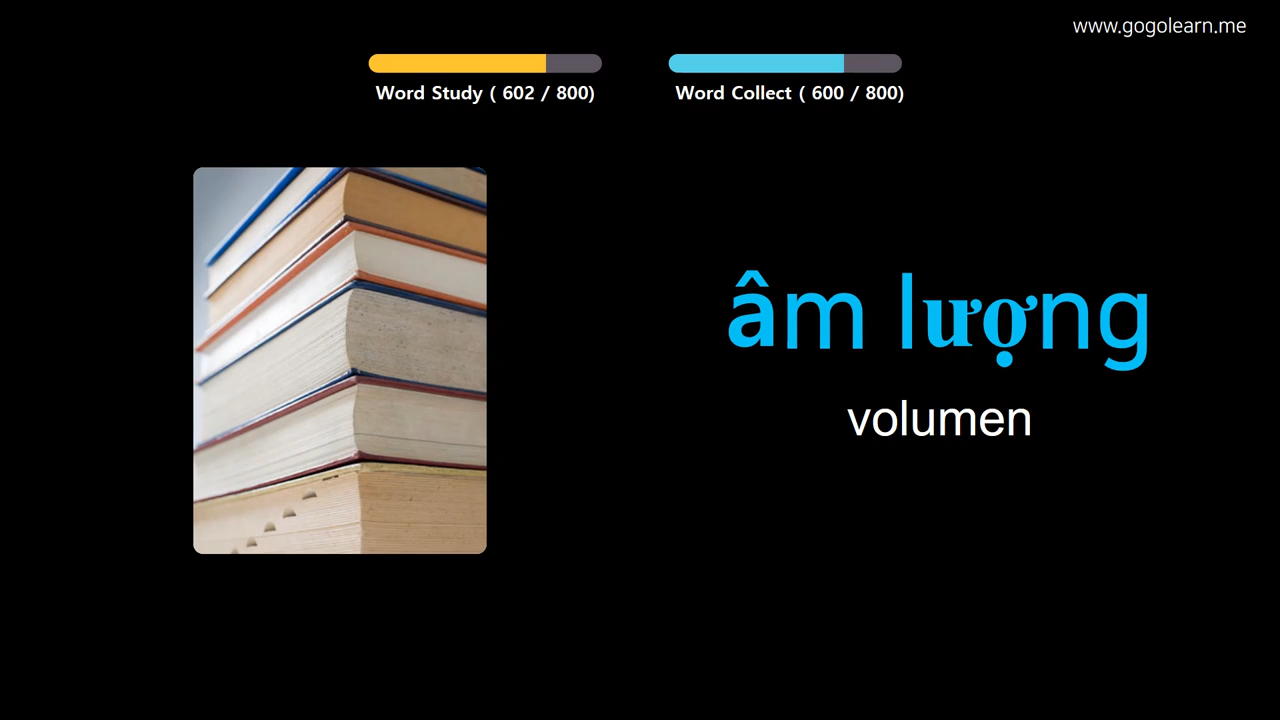 www.gogolearn.me
Word Study ( 602 / 800)
Word Collect ( 600 / 800)
âm lượng
volumen